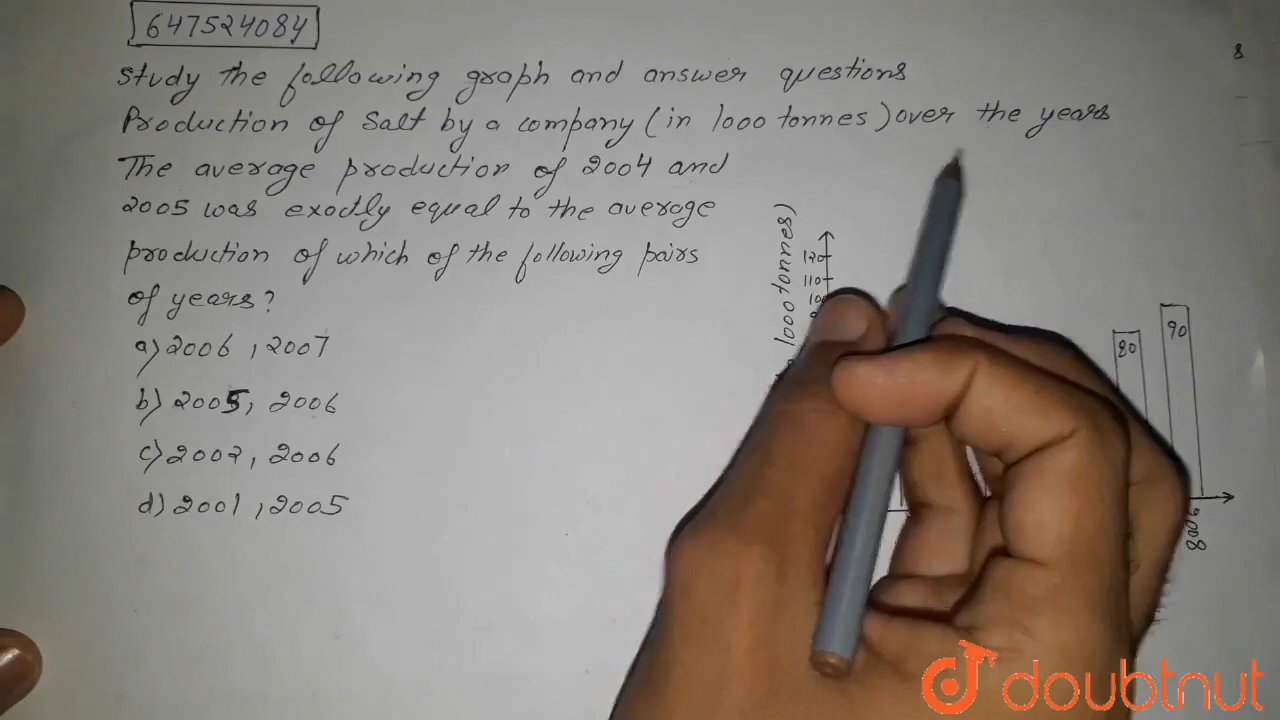 647524084
8
Study the following graph and answer questions
Production of Salt by a company (in 1000 tonnes) over the years
The average production of 2004 and
2005 was exactly equal to the average
production of which of the following pairs
of years?
a) 2006, 2007
b) 2005, 2006
c) 2002, 2006
d) 2001, 2005
1000 tonnes)
120
110
80
90
2008
doubtnut